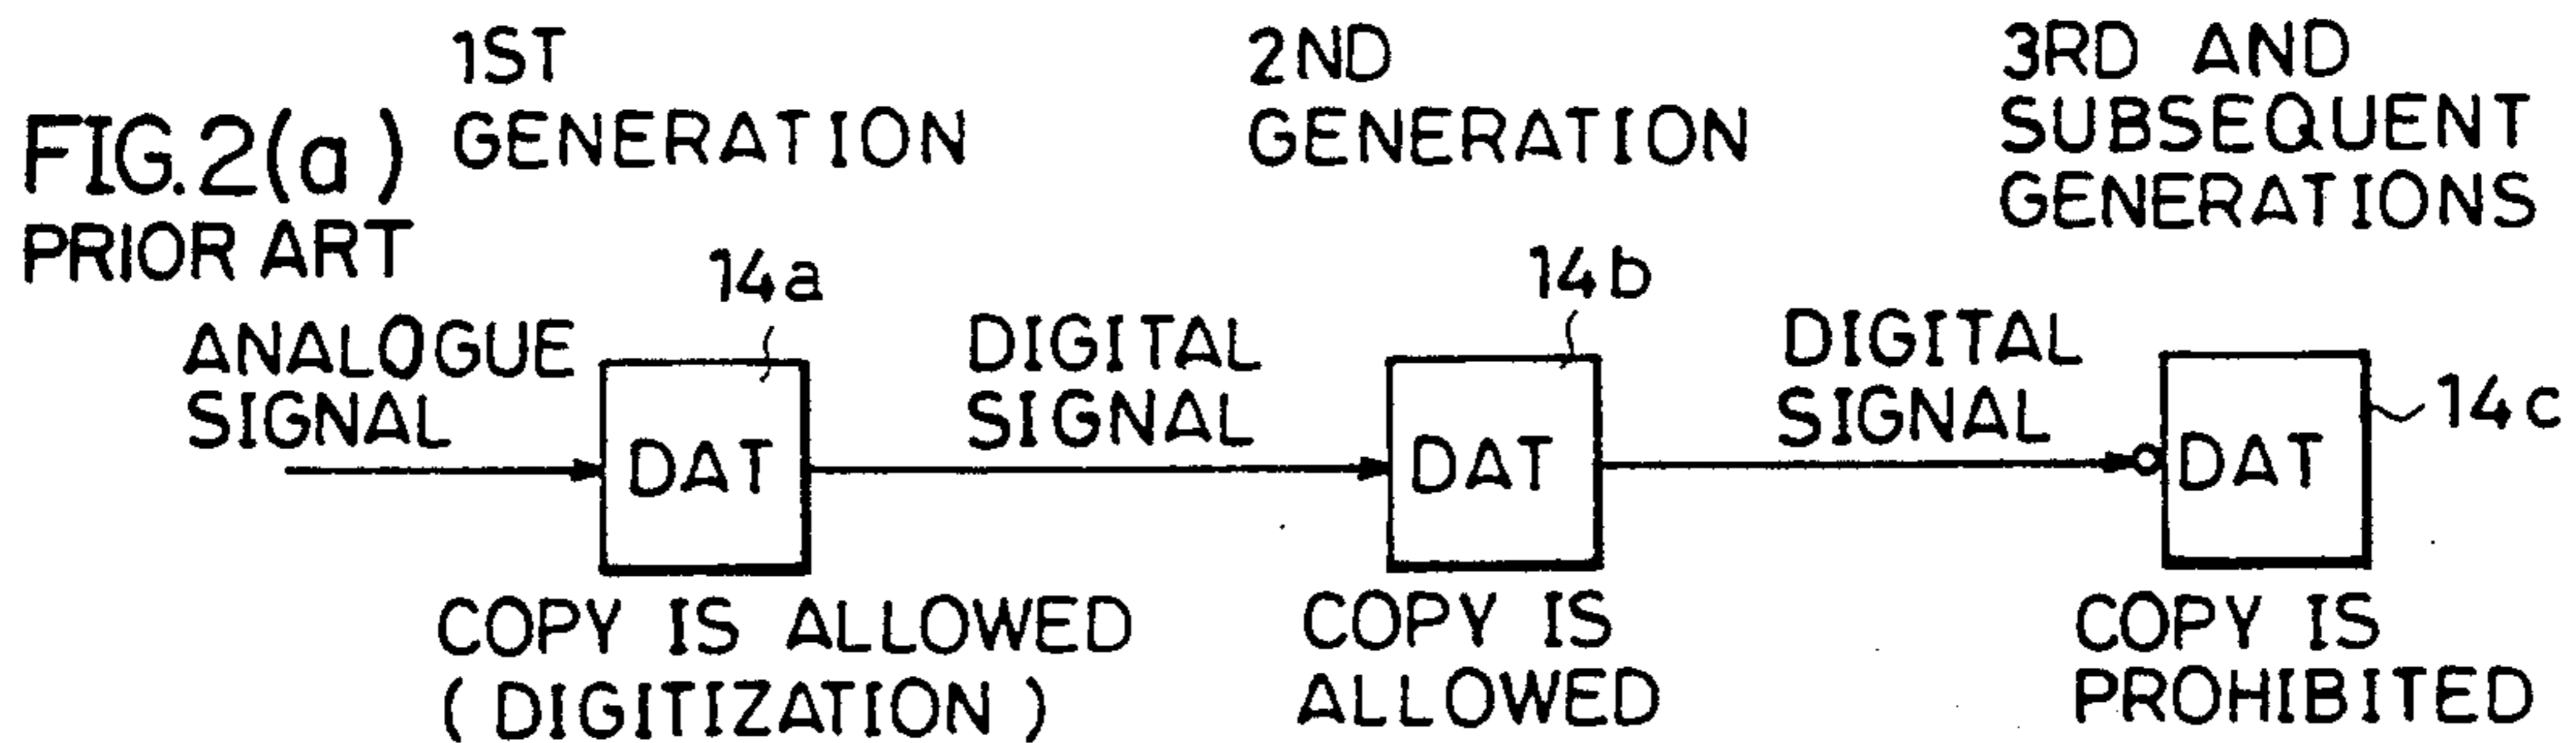 FIG.2(a)
PRIOR ART
1ST
GENERATION
2ND
GENERATION
3RD AND
SUBSEQUENT
GENERATIONS
ANALOGUE
SIGNAL
14a
DAT
COPY IS ALLOWED
(DIGITIZATION)
DIGITAL
SIGNAL
14b
DAT
COPY IS
ALLOWED
DIGITAL
SIGNAL
14c
DAT
COPY IS
PROHIBITED